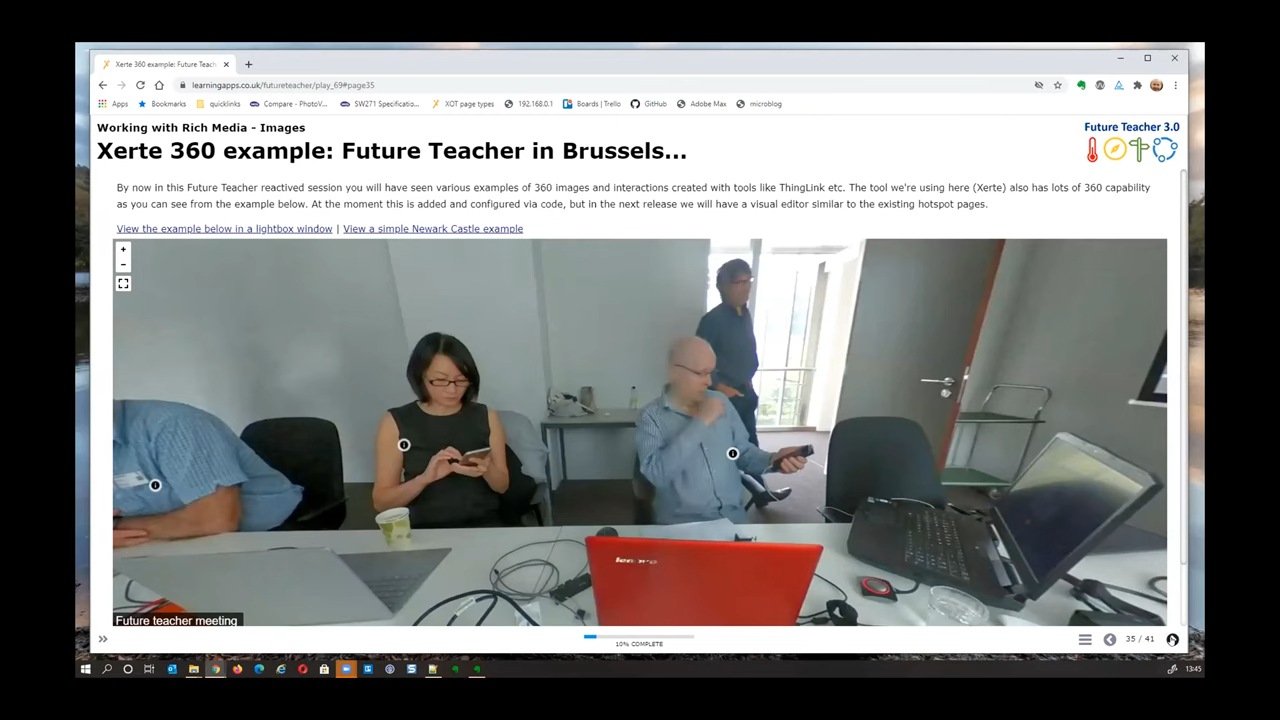 Xerte 360 example: Future Teach
learningapps.co.uk/futureteacher/play_69#page35
Apps Bookmarks quicklinks Compare - PhotoV... SW271 Specificatio... XOT page types 192.168.0.1 Boards | Trello GitHub Adobe Max microblog
Working with Rich Media - Images
Future Teacher 3.0
Xerte 360 example: Future Teacher in Brussels...
By now in this Future Teacher reactived session you will have seen various examples of 360 images and interactions created with tools like ThingLink etc. The tool we're using here (Xerte) also has lots of 360 capability
as you can see from the example below. At the moment this is added and configured via code, but in the next release we will have a visual editor similar to the existing hotspot pages.
View the example below in a lightbox window | View a simple Newark Castle example
lenovo
Future teacher meeting
35 / 41
10% COMPLETE
13:45